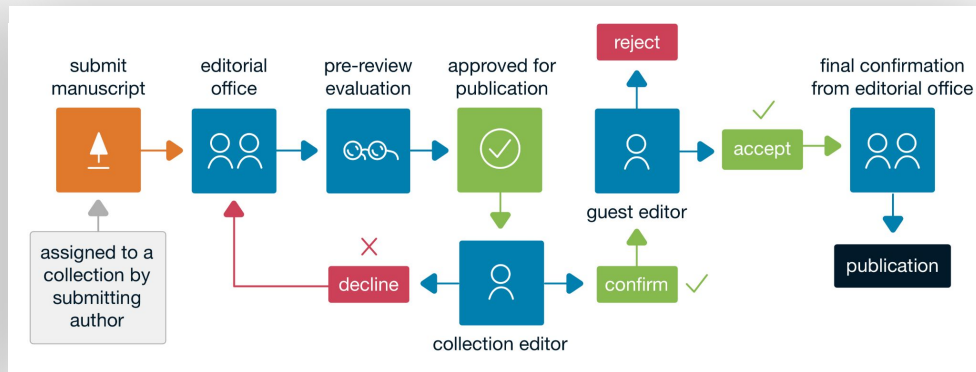 submit
manuscript
editorial
office
pre-review
evaluation
approved for
publication
reject
final confirmation
from editorial office
accept
guest editor
assigned to a
collection by
submitting
author
decline
confirm
publication
collection editor